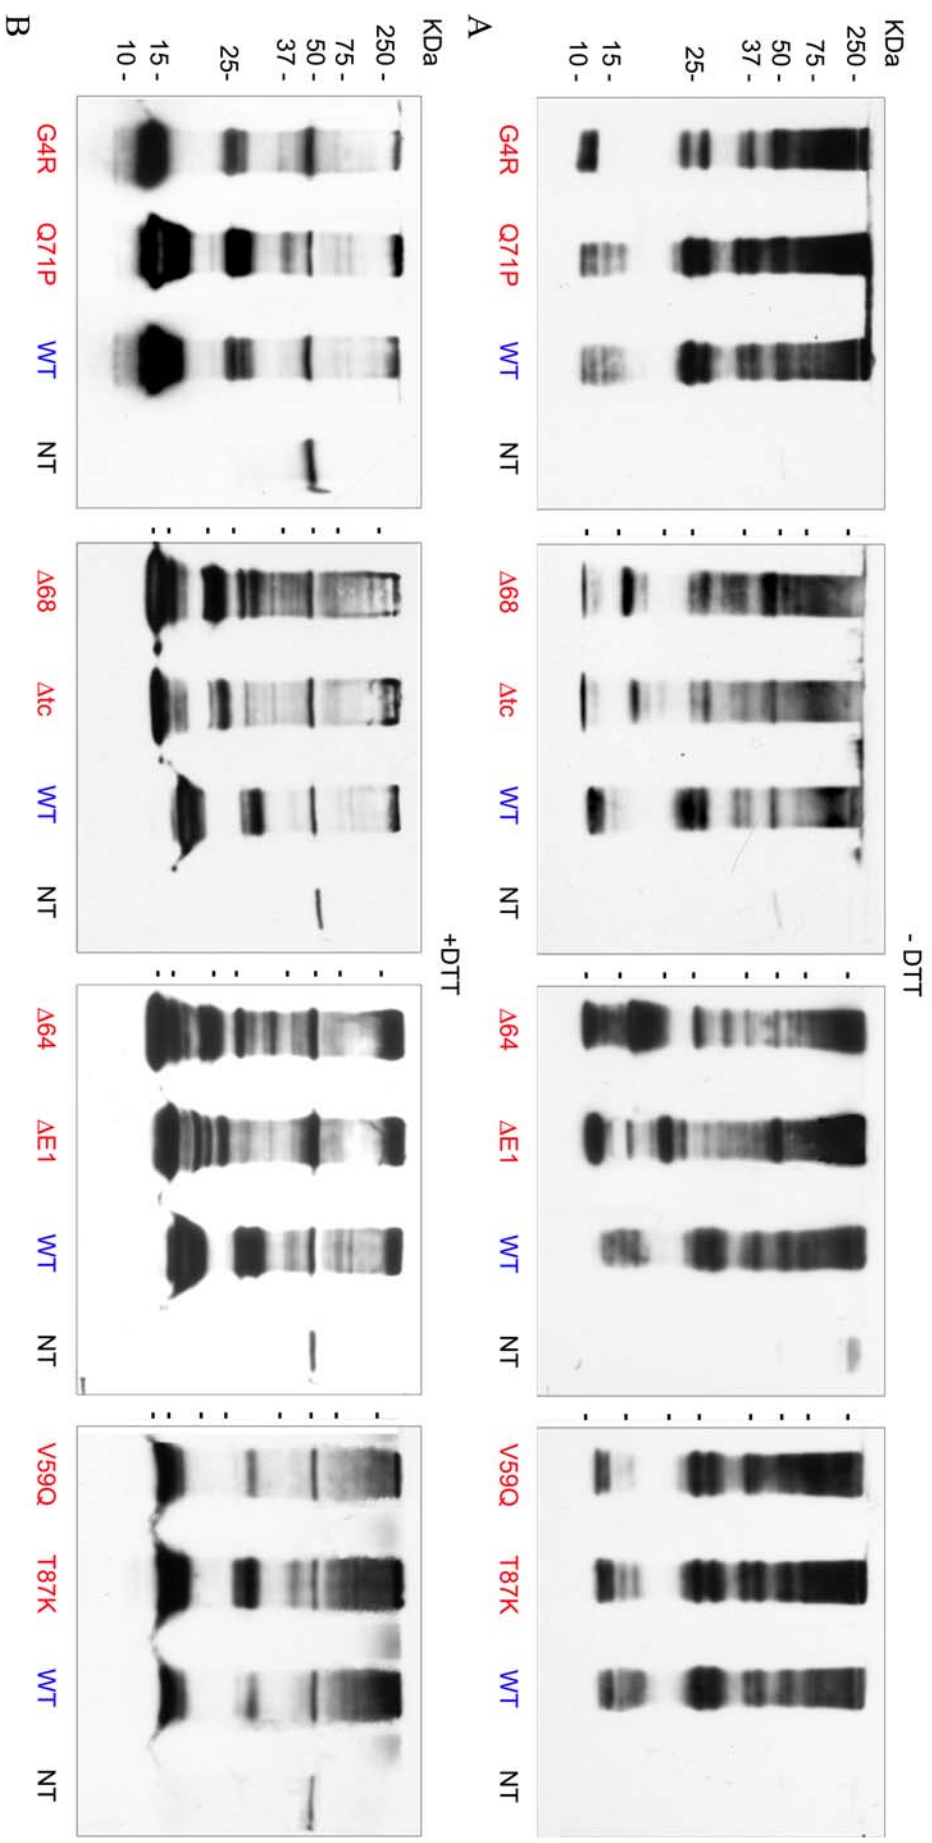 - DTT
KDa
250 -
75 -
50 -
37 -
25-
15 -
10 -
G4R Q71P WT NT Δ68 Δtc WT NT Δ64 ΔE1 WT NT V59Q T87K WT NT
A
+DTT
KDa
250 -
75 -
50 -
37 -
25-
15 -
10 -
G4R Q71P WT NT Δ68 Δtc WT NT Δ64 ΔE1 WT NT V59Q T87K WT NT
B